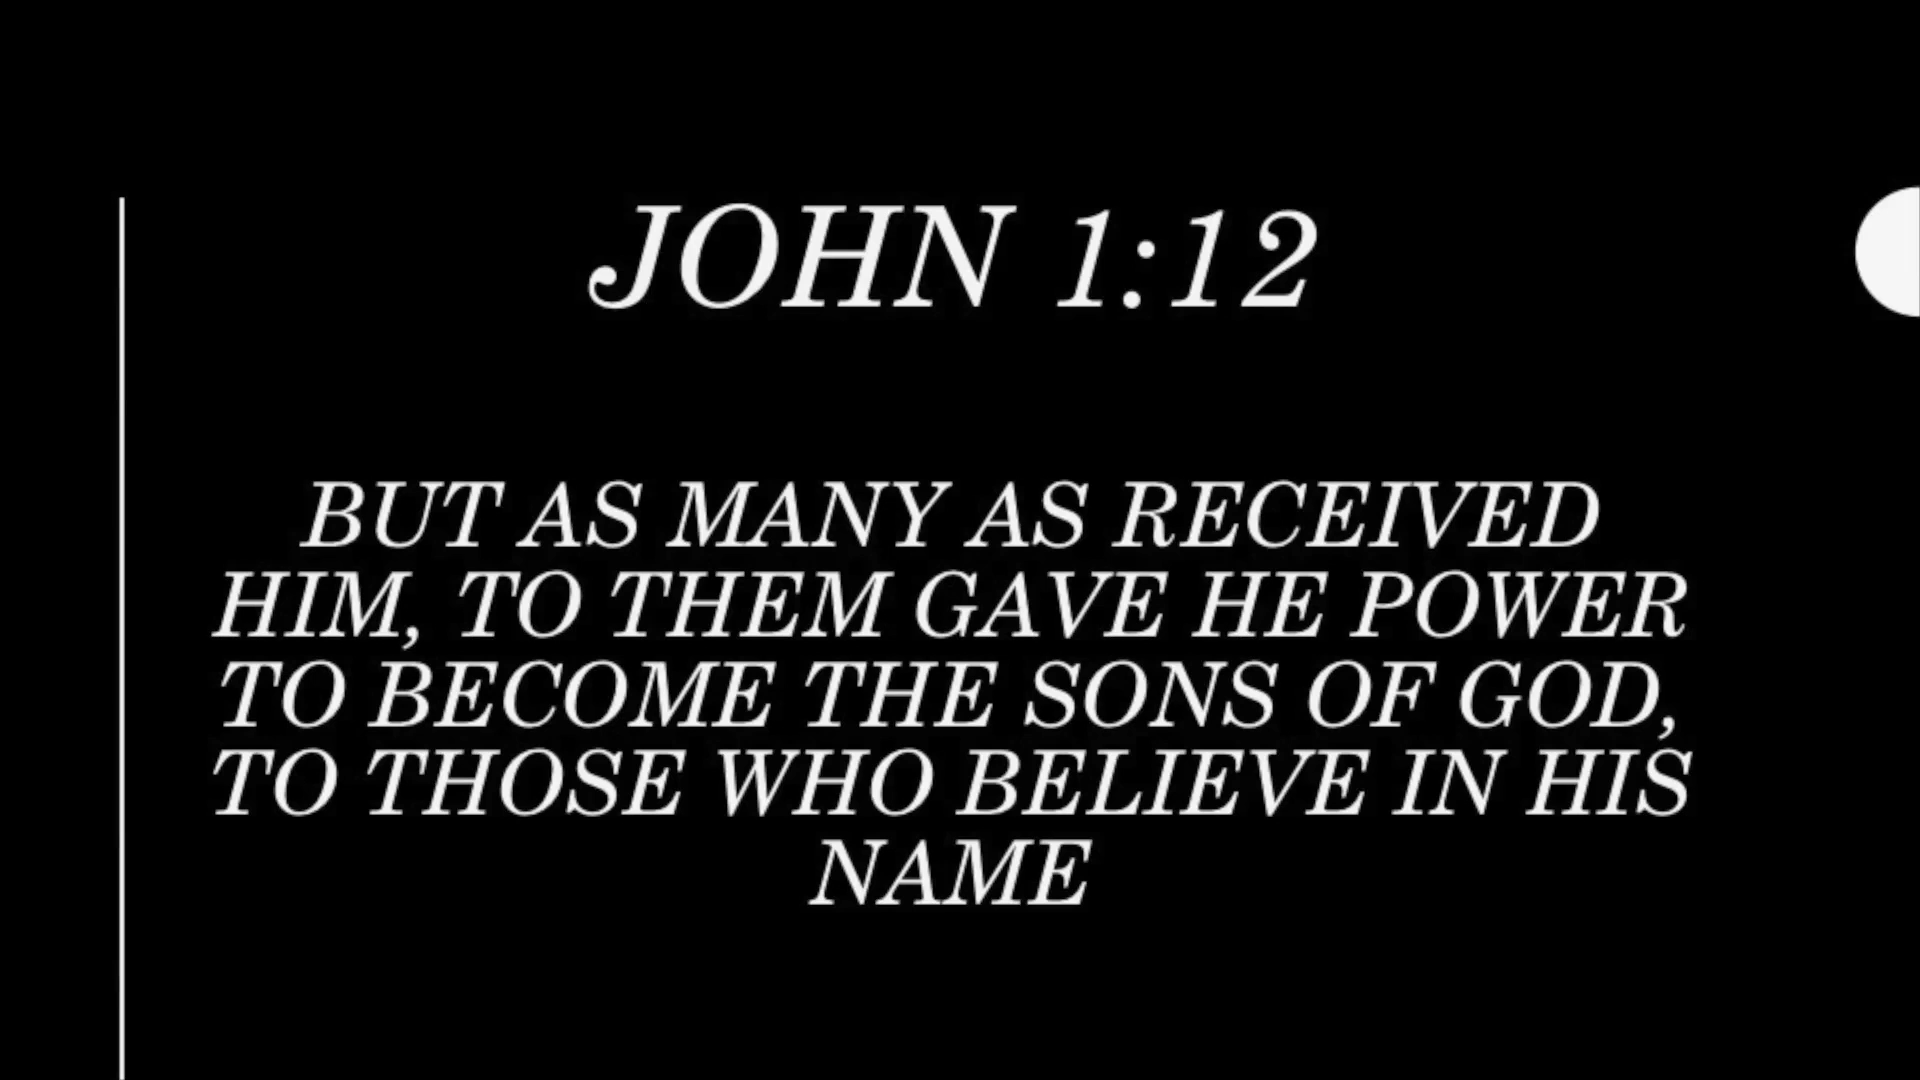 JOHN 1:12
BUT AS MANY AS RECEIVED
HIM, TO THEM GAVE HE POWER
TO BECOME THE SONS OF GOD,
TO THOSE WHO BELIEVE IN HIS
NAME